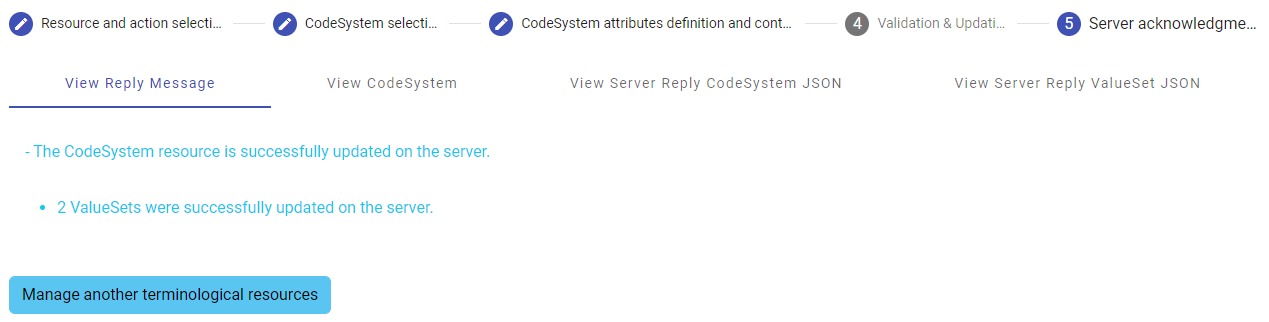 Resource and action selecti...
CodeSystem selecti...
CodeSystem attributes definition and cont...
4 Validation & Updati...
5 Server acknowledgme...
View Reply Message
View CodeSystem
View Server Reply CodeSystem JSON
View Server Reply ValueSet JSON
- The CodeSystem resource is successfully updated on the server.
• 2 ValueSets were successfully updated on the server.
Manage another terminological resources